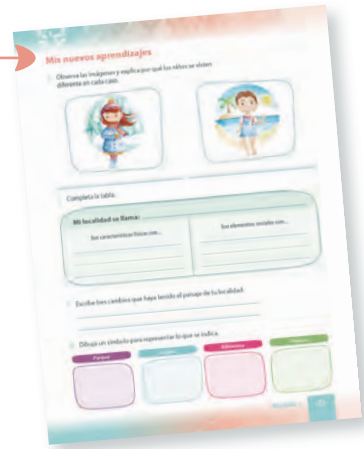 Mis nuevos aprendizajes
Observa las imágenes y explica por qué los niños se visten
diferente en cada caso.
Completa la tabla.
Mi localidad se llama:
Sus características físicas son...
Sus elementos sociales son...
Escribe tres cambios que haya tenido el paisaje de tu localidad.
Dibuja un símbolo para representar lo que se indica.
Parque